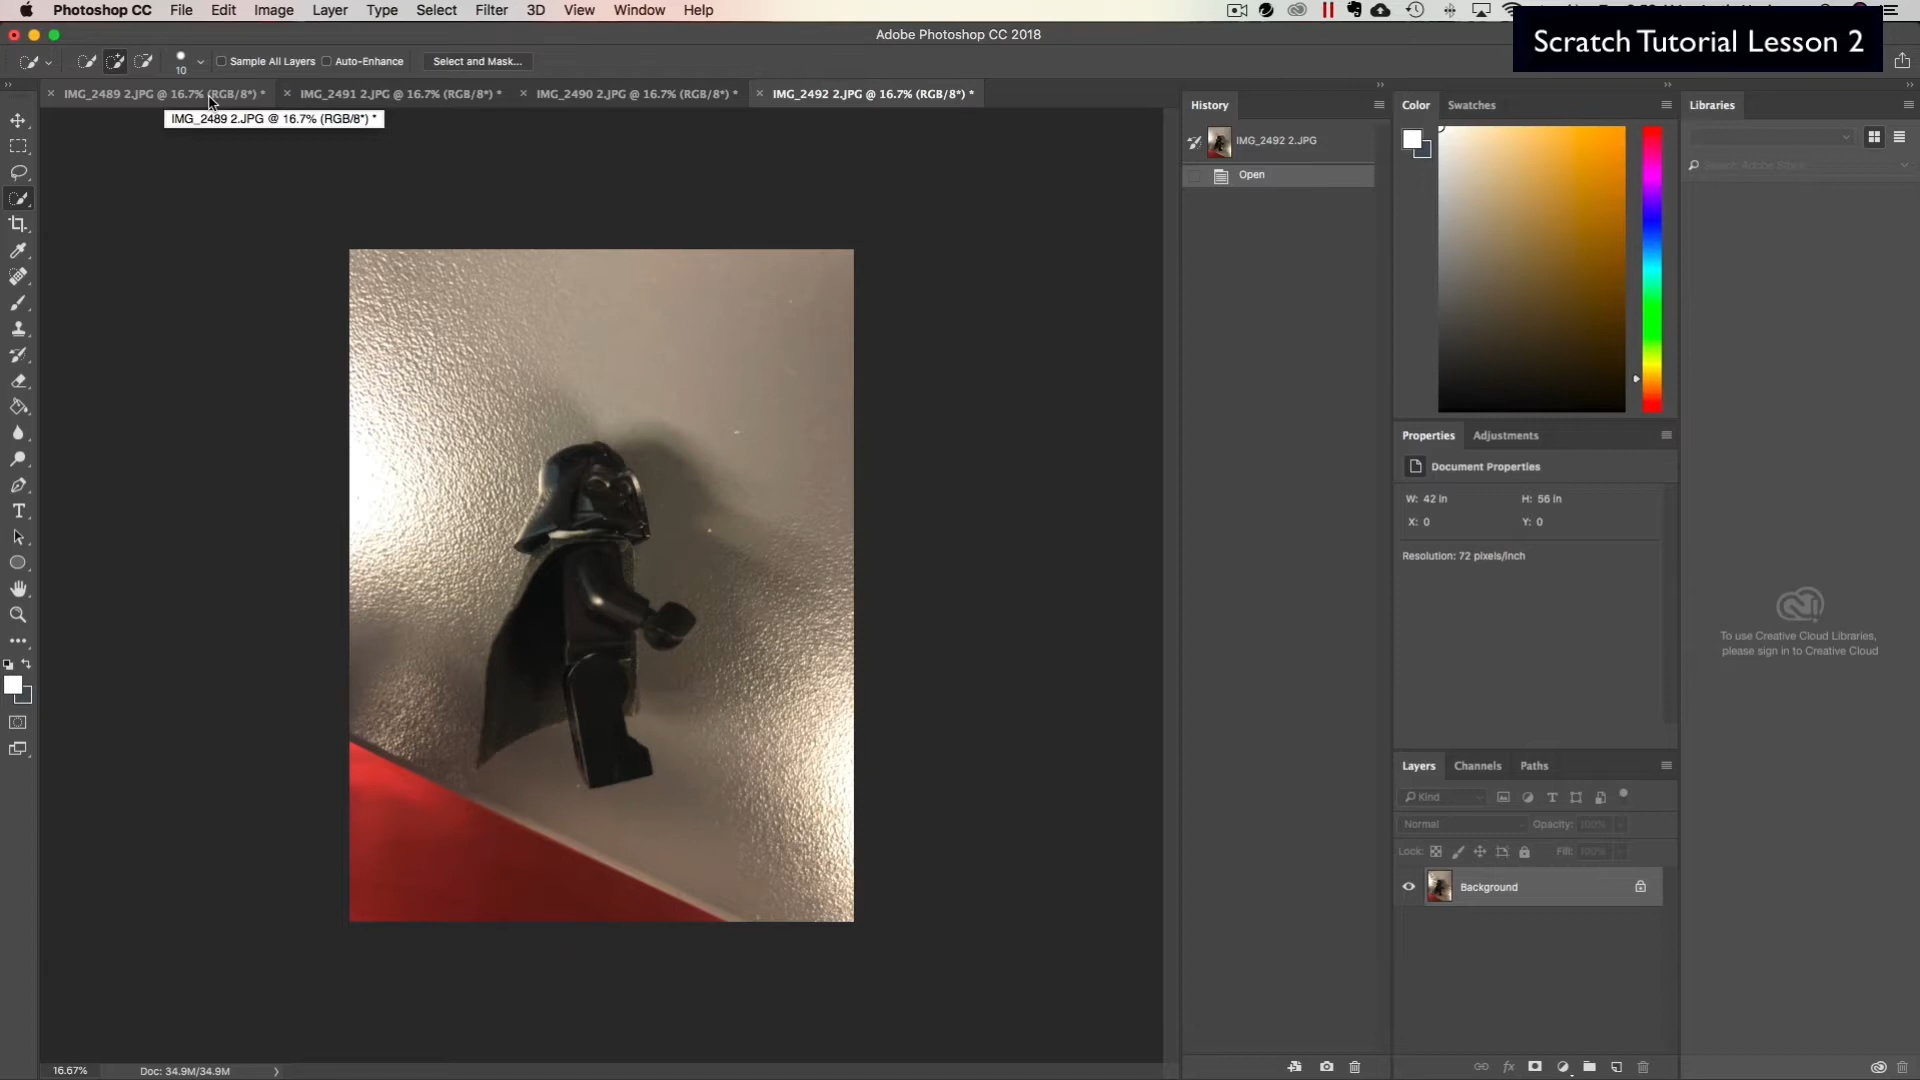 Photoshop CC File Edit Image Layer Type Select Filter 3D View Window Help
Adobe Photoshop CC 2018
Scratch Tutorial Lesson 2
10 Sample All Layers Auto-Enhance Select and Mask...
IMG_2489 2.JPG @ 16.7% (RGB/8*) * IMG_2491 2.JPG @ 16.7% (RGB/8*) * IMG_2490 2.JPG @ 16.7% (RGB/8*) * IMG_2492 2.JPG @ 16.7% (RGB/8*) *
IMG_2489 2.JPG @ 16.7% (RGB/8*) *
History
IMG_2492 2.JPG
Open
Color Swatches
Properties Adjustments
Document Properties
W: 42 in H: 56 in
X: 0 Y: 0
Resolution: 72 pixels/inch
Layers Channels Paths
Kind
Normal Opacity: 100%
Lock: Fill: 100%
Background
Libraries
Search Adobe Stock
To use Creative Cloud Libraries,
please sign in to Creative Cloud
16.67% Doc: 34.9M/34.9M